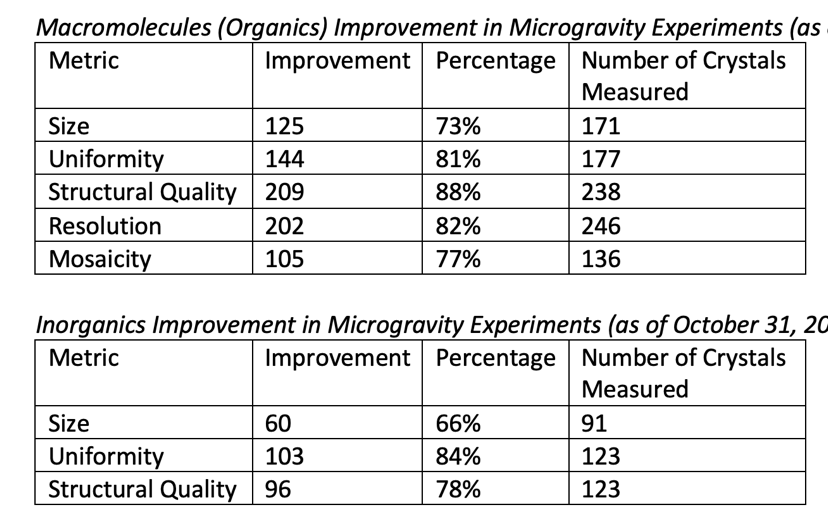 Macromolecules (Organics) Improvement in Microgravity Experiments (as
Metric Improvement Percentage Number of Crystals
Measured
Size 125 73% 171
Uniformity 144 81% 177
Structural Quality 209 88% 238
Resolution 202 82% 246
Mosaicity 105 77% 136
Inorganics Improvement in Microgravity Experiments (as of October 31, 20
Metric Improvement Percentage Number of Crystals
Measured
Size 60 66% 91
Uniformity 103 84% 123
Structural Quality 96 78% 123